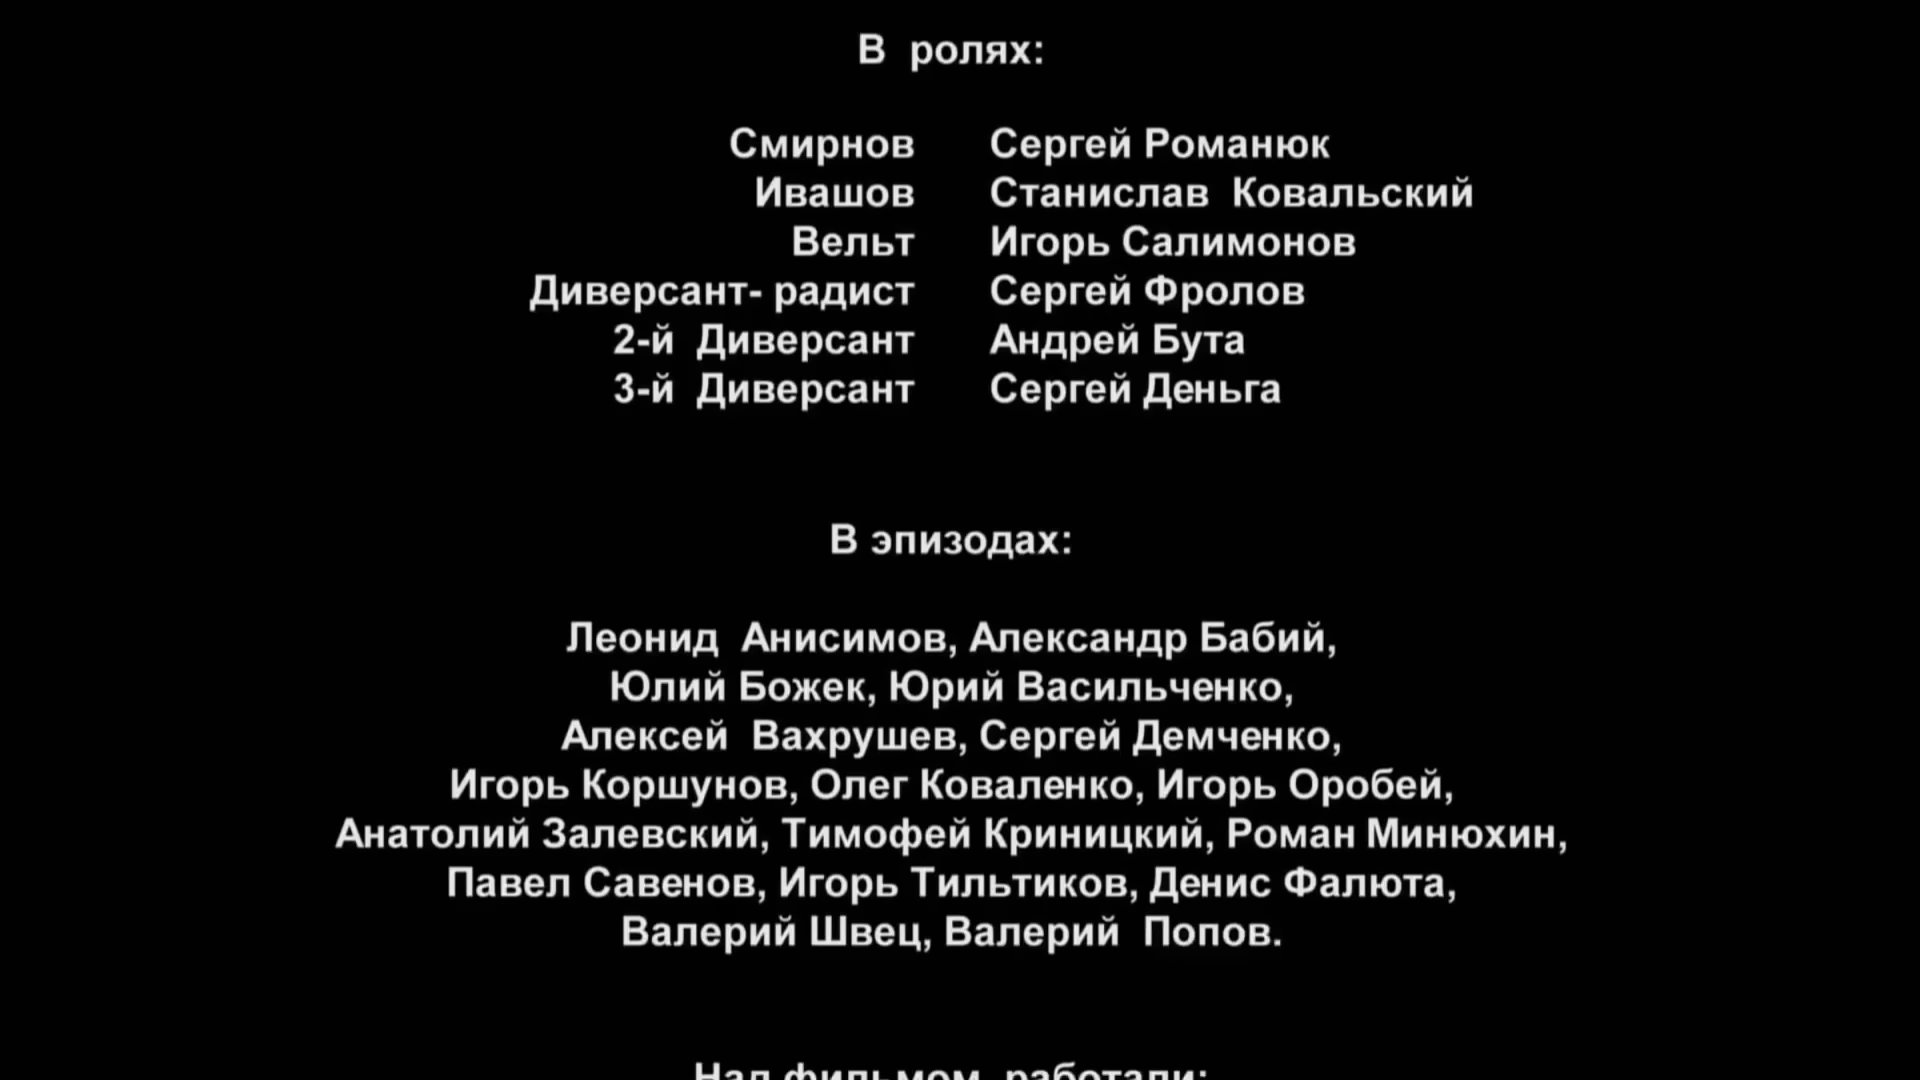 В ролях:
Смирнов Сергей Романюк
Ивашов Станислав Ковальский
Вельт Игорь Салимонов
Диверсант- радист Сергей Фролов
2-й Диверсант Андрей Бута
3-й Диверсант Сергей Деньга
В эпизодах:
Леонид Анисимов, Александр Бабий,
Юлий Божек, Юрий Васильченко,
Алексей Вахрушев, Сергей Демченко,
Игорь Коршунов, Олег Коваленко, Игорь Оробей,
Анатолий Залевский, Тимофей Криницкий, Роман Минюхин,
Павел Савенов, Игорь Тильтиков, Денис Фалюта,
Валерий Швец, Валерий Попов.
Над фильмом работали: